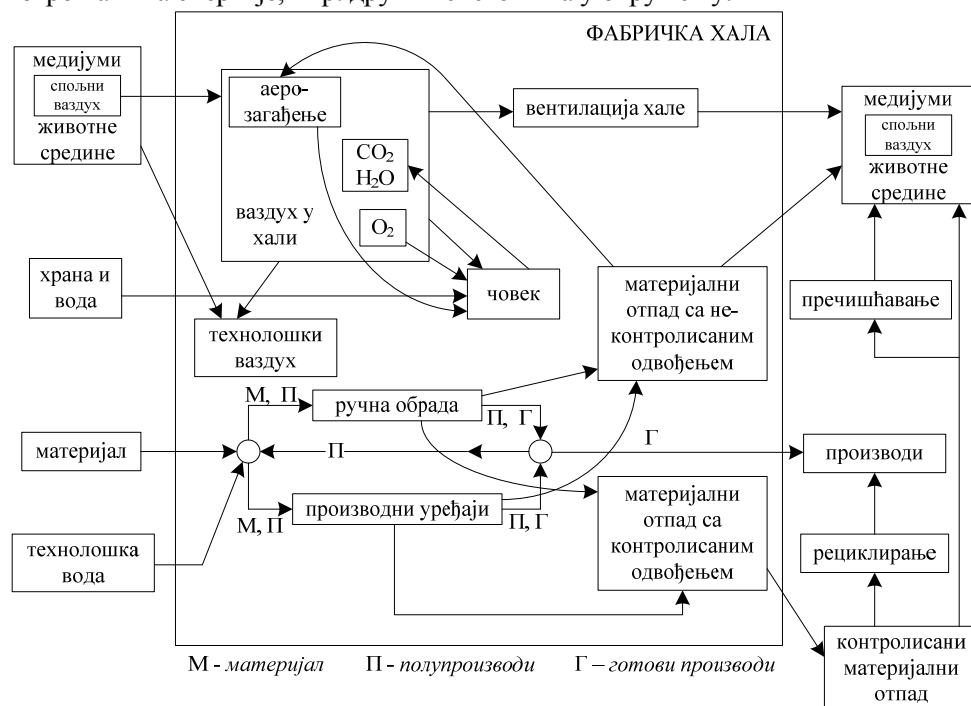 ФАБРИЧКА ХАЛА
медијуми
спољни
ваздух
животне
средине
аеро-
загађење
вентилација хале
медијуми
спољни
ваздух
животне
средине
CO₂
H₂O
ваздух у
хали
O₂
храна и
вода
човек
материјални
отпад са не-
контролисаним
одвођењем
пречишћавање
технолошки
ваздух
М, П
ручна обрада
П, Г
материјал
П
Г
производи
М, П
производни уређаји
П, Г
материјални
отпад са
контролисаним
одвођењем
технолошка
вода
рециклирање
контролисани
материјални
отпад
М - материјал П - полупроизводи Г – готови производи